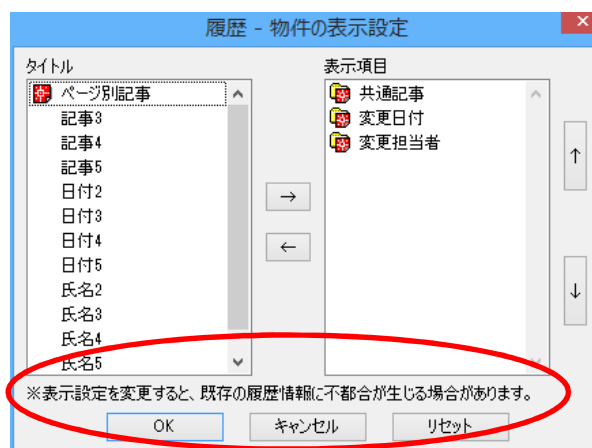 履歴 - 物件の表示設定
×
タイトル
ページ別記事
記事3
記事4
記事5
日付2
日付3
日付4
日付5
氏名2
氏名3
氏名4
氏名5
→
←
表示項目
共通記事
変更日付
変更担当者
↑
↓
※表示設定を変更すると、既存の履歴情報に不都合が生じる場合があります。
OK
キャンセル
リセット